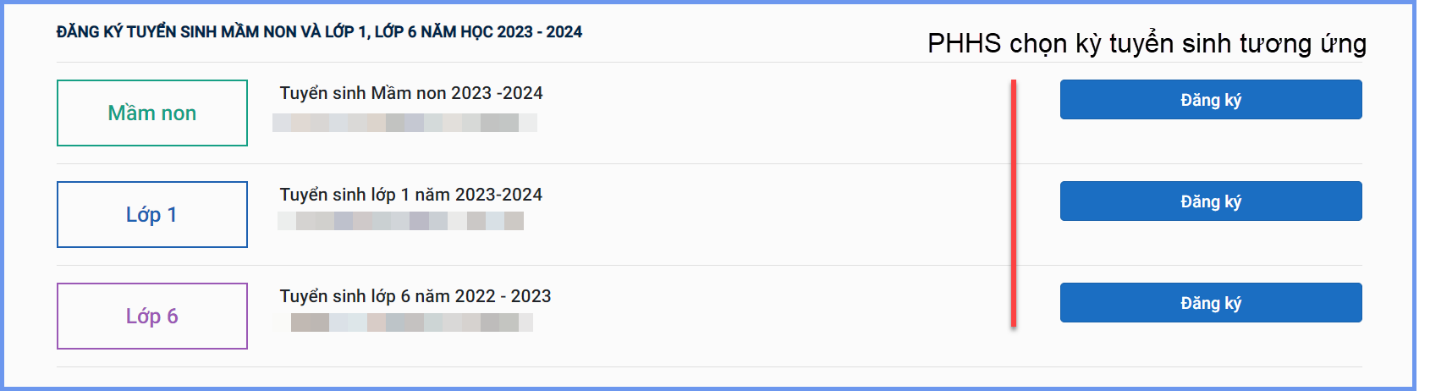 ĐĂNG KÝ TUYỂN SINH MẦM NON VÀ LỚP 1, LỚP 6 NĂM HỌC 2023 - 2024
PHHS chọn kỳ tuyển sinh tương ứng
Mầm non
Tuyển sinh Mầm non 2023 -2024
Đăng ký
Lớp 1
Tuyển sinh lớp 1 năm 2023-2024
Đăng ký
Lớp 6
Tuyển sinh lớp 6 năm 2022 - 2023
Đăng ký